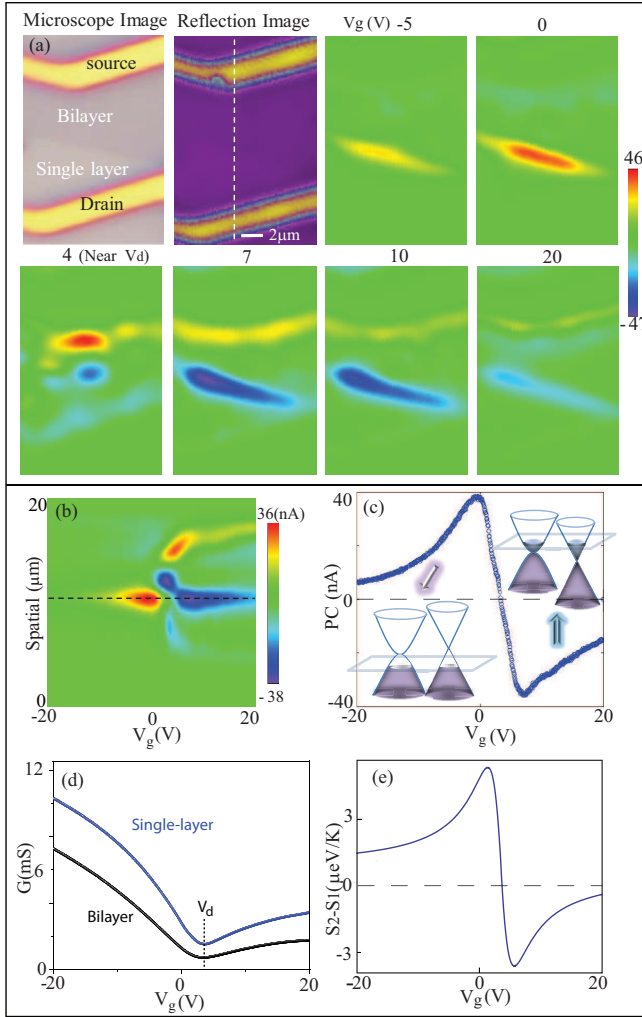 Microscope Image Reflection Image Vg (V) -5 0
(a)
source
Bilayer
Single layer
Drain
2μm
46
-47
4 (Near Vd) 7 10 20
(b)
20
Spatial (μm)
0
-20 0 20
Vg(V)
36(nA)
-38
(c)
40
PC (nA)
0
-40
-20 0 20
Vg (V)
(d)
12
G(mS)
6
0
Single-layer
Bilayer
Vd
-20 0 20
Vg(V)
(e)
3
S2-S1(μeV/K)
0
-3
-20 0 20
Vg(V)